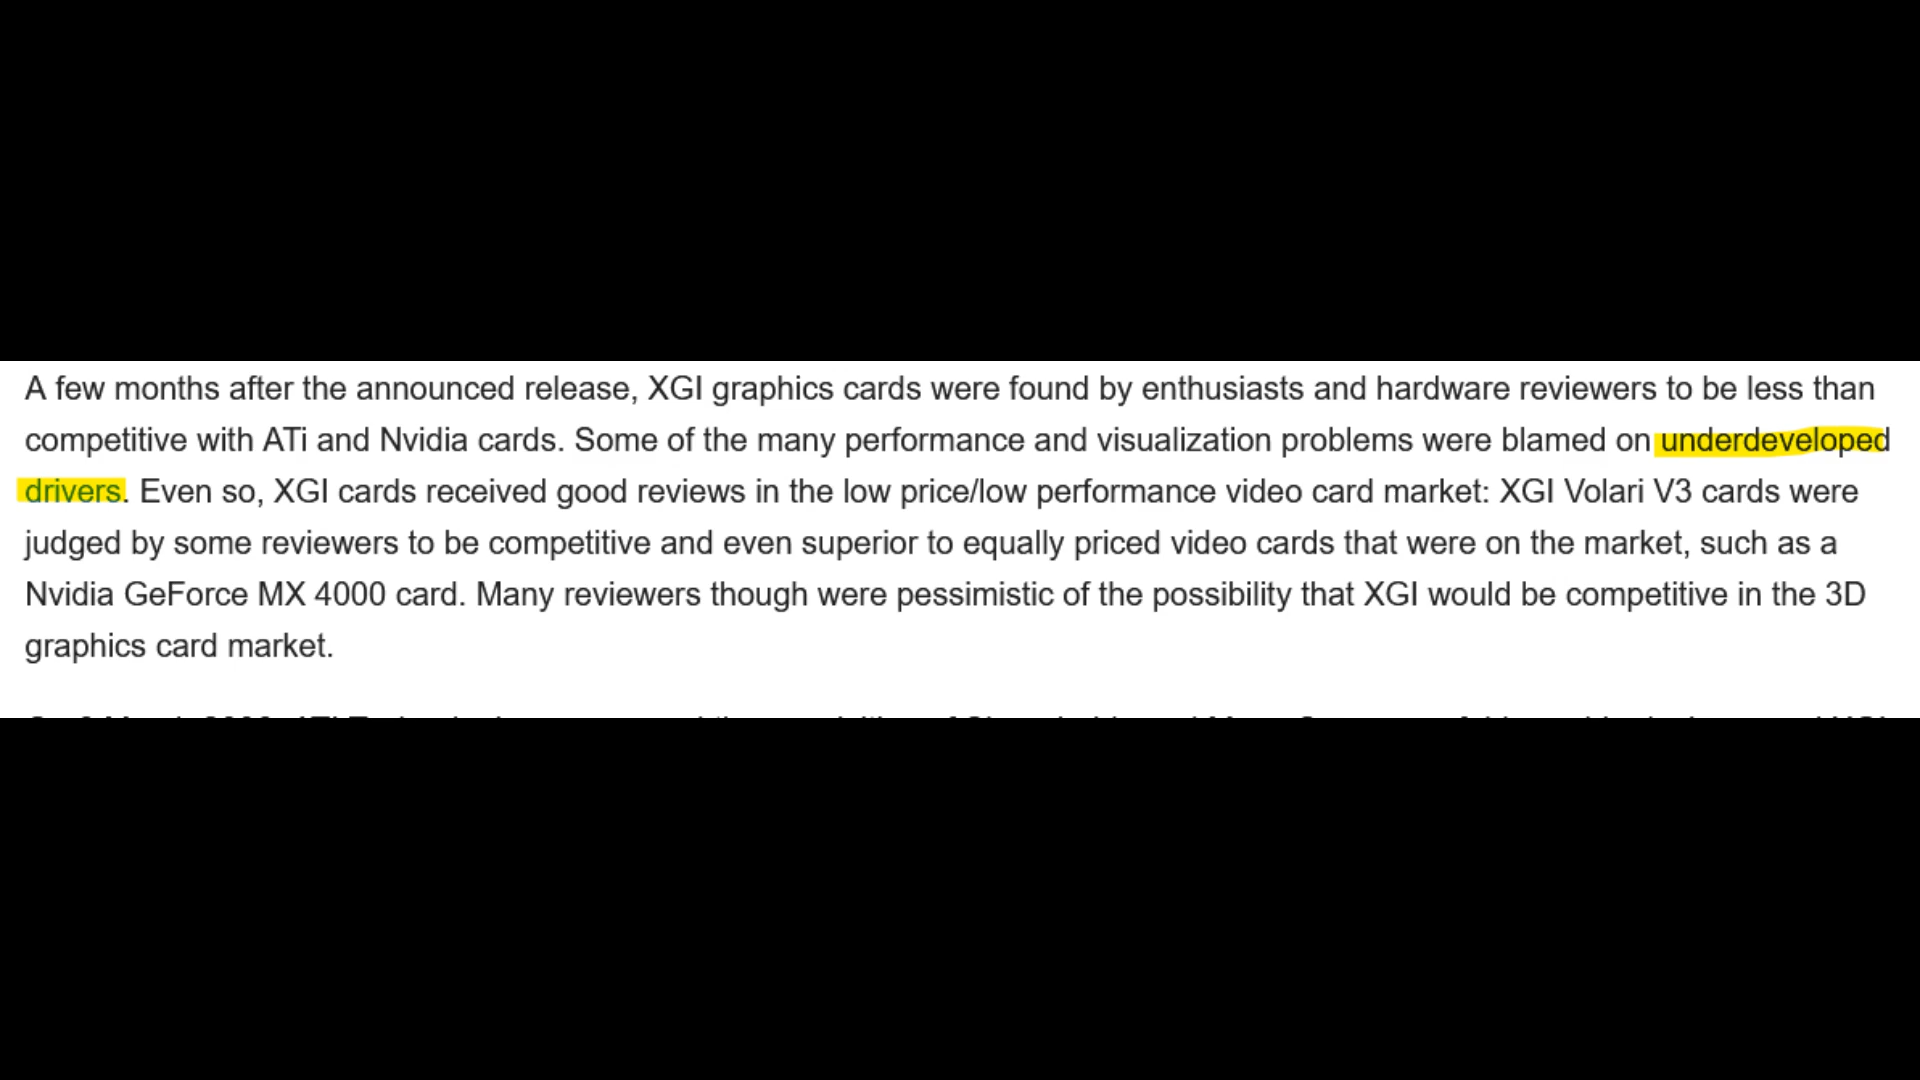 A few months after the announced release, XGI graphics cards were found by enthusiasts and hardware reviewers to be less than
competitive with ATi and Nvidia cards. Some of the many performance and visualization problems were blamed on underdeveloped
drivers. Even so, XGI cards received good reviews in the low price/low performance video card market: XGI Volari V3 cards were
judged by some reviewers to be competitive and even superior to equally priced video cards that were on the market, such as a
Nvidia GeForce MX 4000 card. Many reviewers though were pessimistic of the possibility that XGI would be competitive in the 3D
graphics card market.